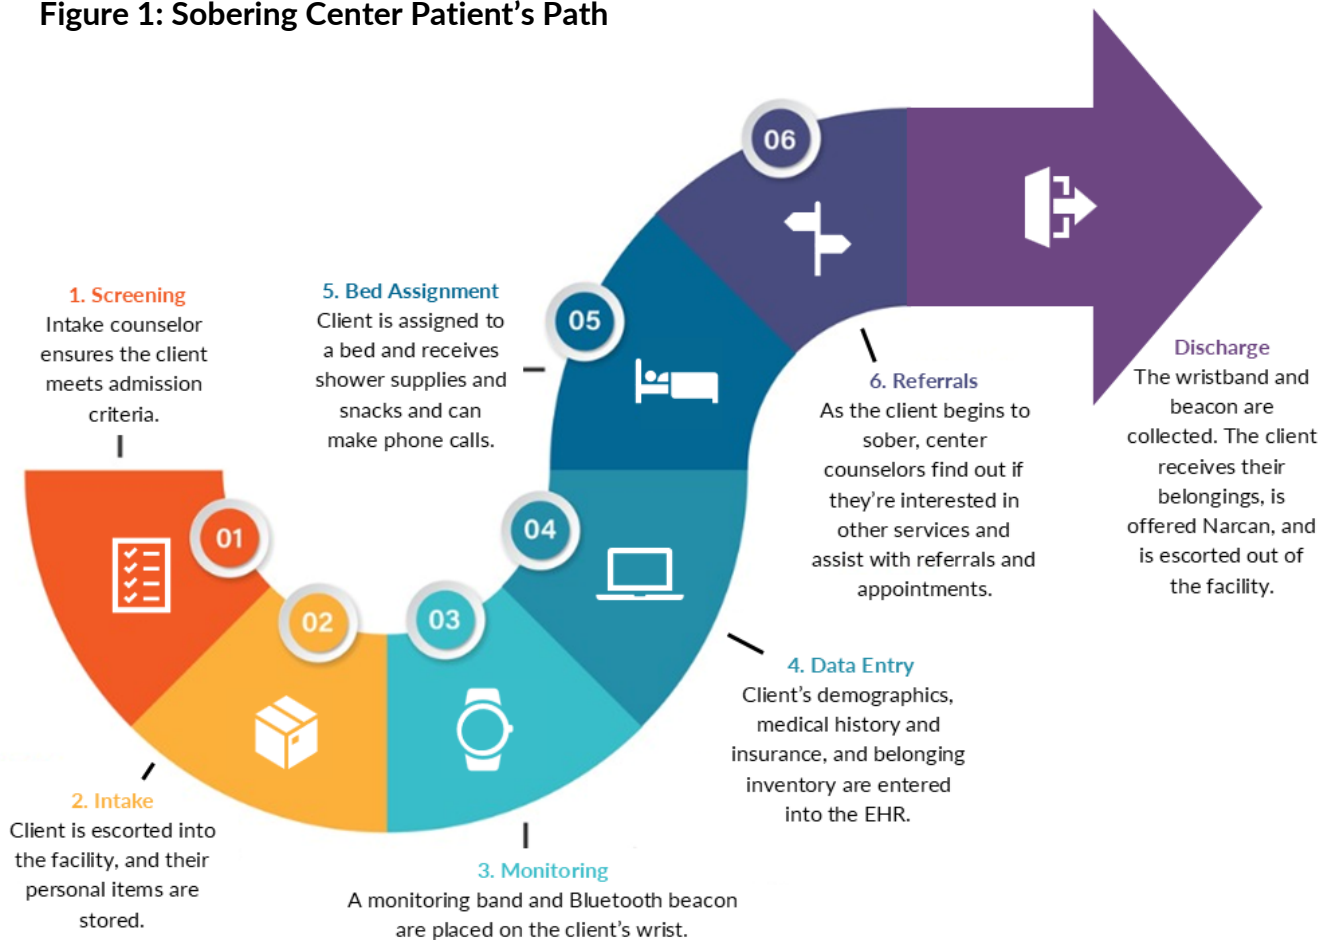 Figure 1: Sobering Center Patient's Path
1. Screening
Intake counselor
ensures the client
meets admission
criteria.
01
2. Intake
Client is escorted into
the facility, and their
personal items are
stored.
02
3. Monitoring
A monitoring band and Bluetooth beacon
are placed on the client's wrist.
03
4. Data Entry
Client's demographics,
medical history and
insurance, and belonging
inventory are entered
into the EHR.
04
5. Bed Assignment
Client is assigned to
a bed and receives
shower supplies and
snacks and can
make phone calls.
05
6. Referrals
As the client begins to
sober, center
counselors find out if
they're interested in
other services and
assist with referrals and
appointments.
06
Discharge
The wristband and
beacon are
collected. The client
receives their
belongings, is
offered Narcan, and
is escorted out of
the facility.